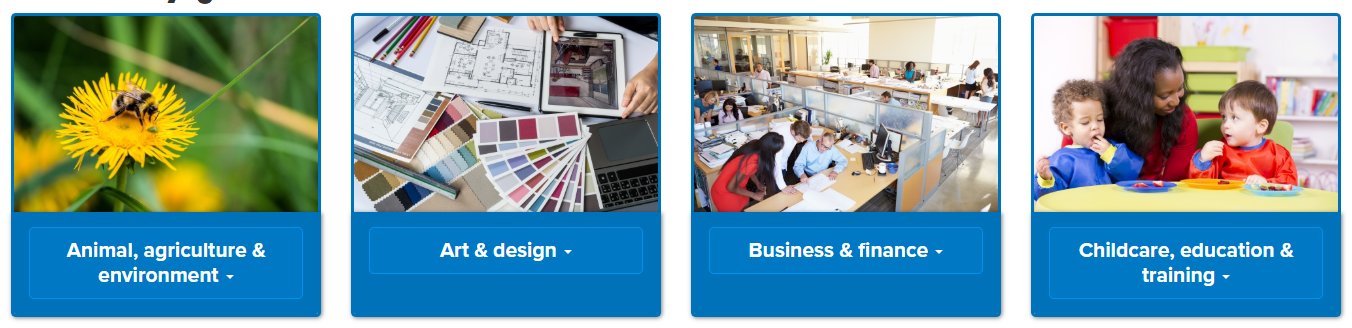 Animal, agriculture &
environment
Art & design
Business & finance
Childcare, education &
training